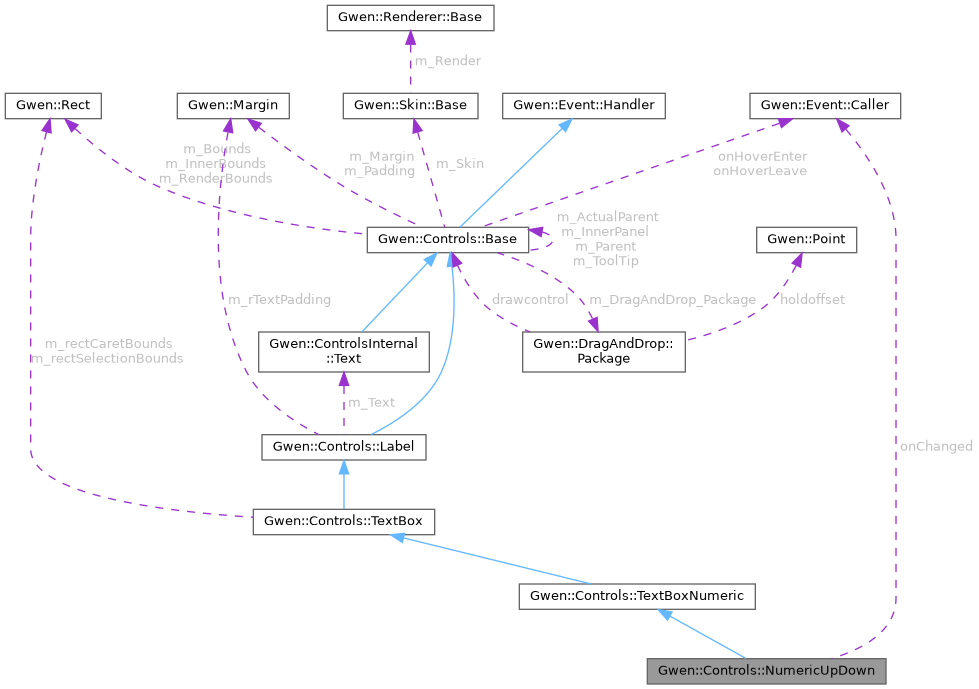 Gwen::Renderer::Base
m_Render
Gwen::Rect
Gwen::Margin
Gwen::Skin::Base
Gwen::Event::Handler
Gwen::Event::Caller
m_Bounds
m_InnerBounds
m_RenderBounds
m_Margin
m_Padding
m_Skin
onHoverEnter
onHoverLeave
Gwen::Controls::Base
m_ActualParent
m_InnerPanel
m_Parent
m_ToolTip
Gwen::Point
m_rTextPadding
drawcontrol
m_DragAndDrop_Package
holdoffset
m_rectCaretBounds
m_rectSelectionBounds
Gwen::ControlsInternal
::Text
Gwen::DragAndDrop::
Package
m_Text
Gwen::Controls::Label
onChanged
Gwen::Controls::TextBox
Gwen::Controls::TextBoxNumeric
Gwen::Controls::NumericUpDown